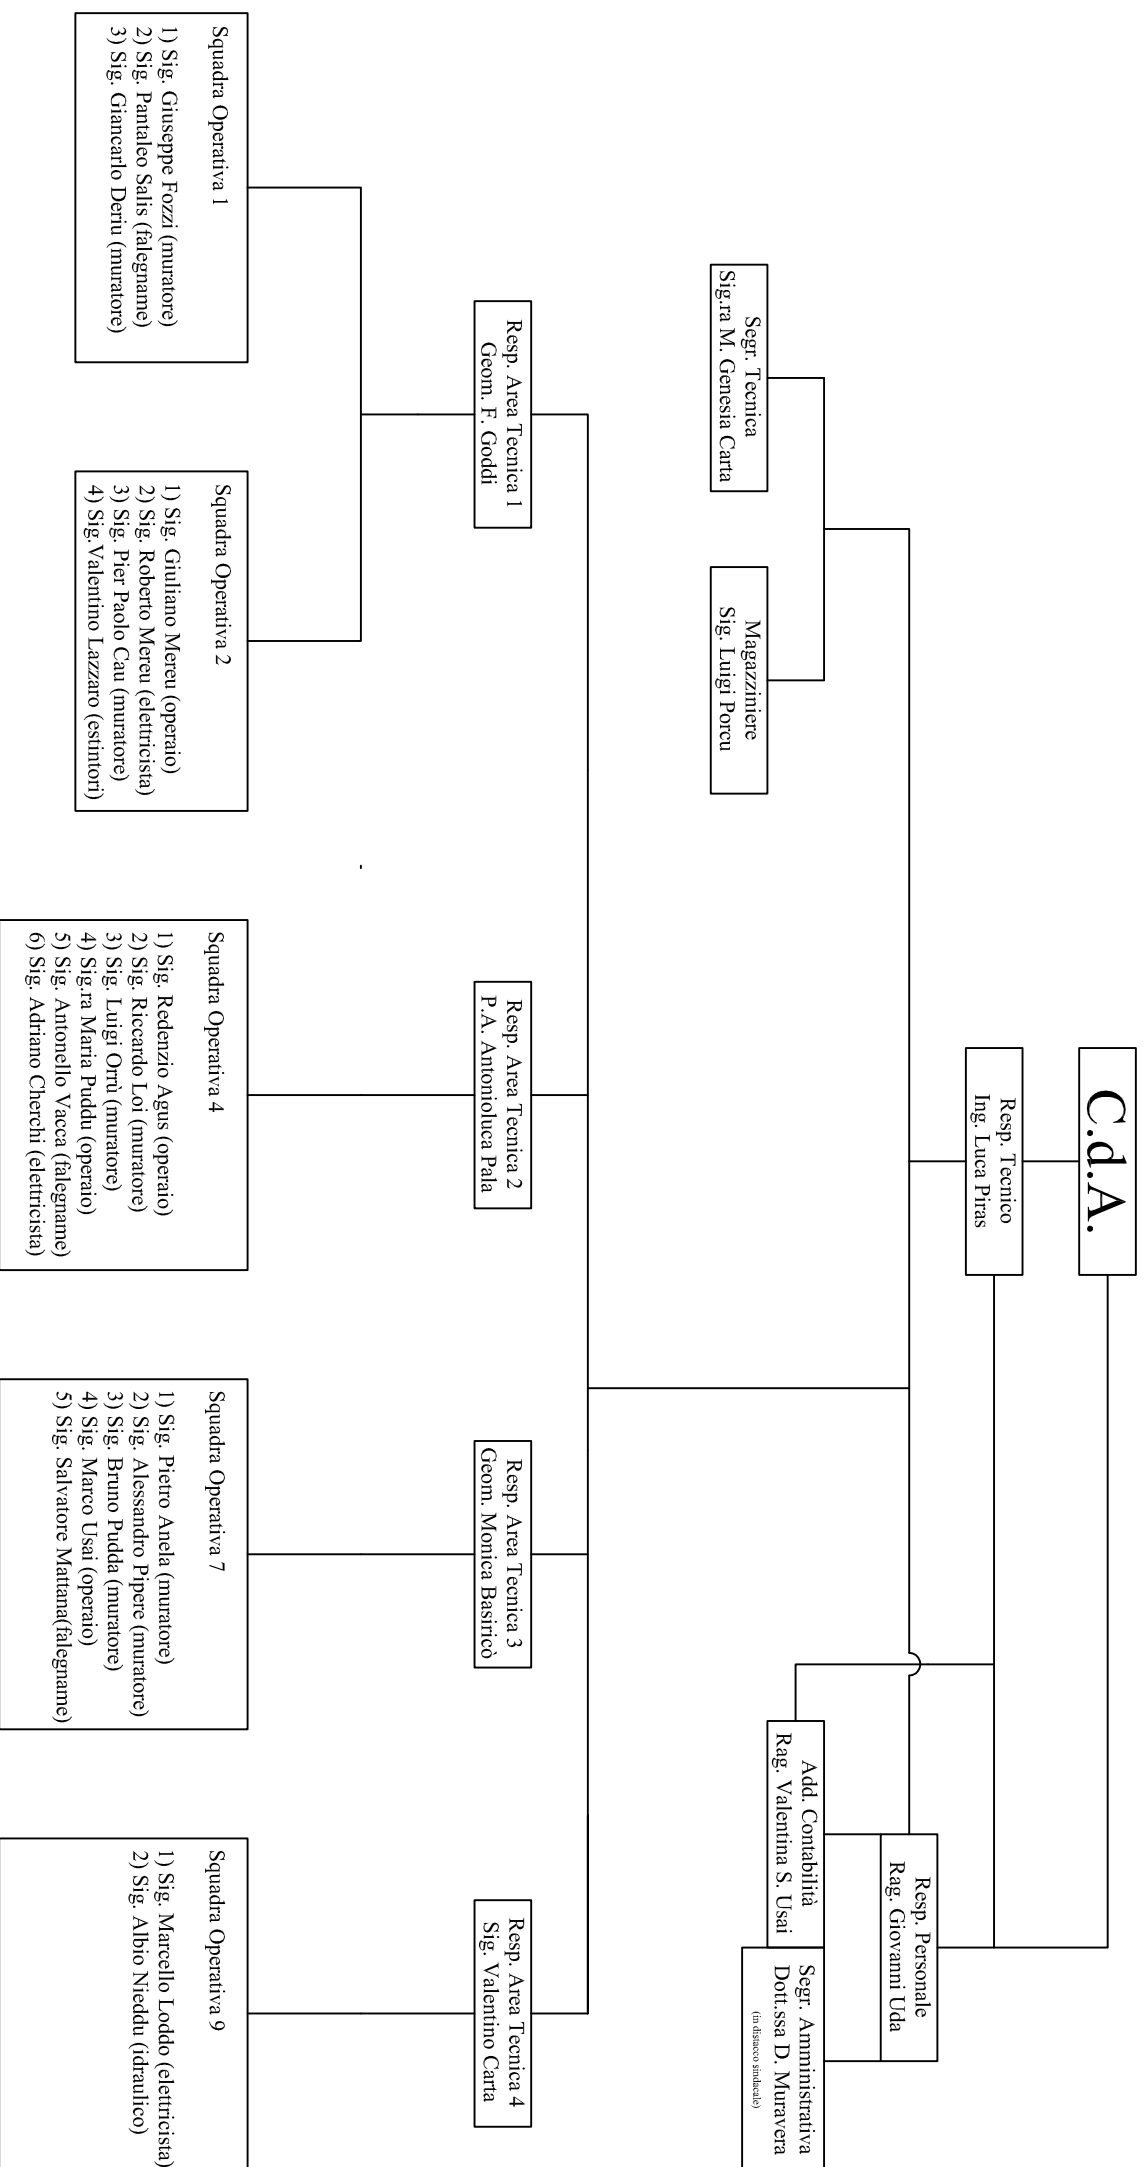 C.d.A.
Resp. Tecnico
Ing. Luca Piras
Resp. Personale
Rag. Giovanni Uda
Segr. Tecnica
Sig.ra M. Genesia Carta
Magazziniere
Sig. Luigi Porcu
Add. Contabilità
Rag. Valentina S. Usai
Segr. Amministrativa
Dott.ssa D. Muravera
(in distacco sindacale)
Resp. Area Tecnica 1
Geom. F. Goddi
Resp. Area Tecnica 2
P.A. Antonioluca Pala
Resp. Area Tecnica 3
Geom. Monica Basiricò
Resp. Area Tecnica 4
Sig. Valentino Carta
Squadra Operativa 1
1) Sig. Giuseppe Fozzi (muratore)
2) Sig. Pantaleo Salis (falegname)
3) Sig. Giancarlo Deriu (muratore)
Squadra Operativa 2
1) Sig. Giuliano Mereu (operaio)
2) Sig. Roberto Mereu (elettricista)
3) Sig. Pier Paolo Cau (muratore)
4) Sig.Valentino Lazzaro (estintori)
Squadra Operativa 4
1) Sig. Redenzio Agus (operaio)
2) Sig. Riccardo Loi (muratore)
3) Sig. Luigi Orrù (muratore)
4) Sig.ra Maria Puddu (operaio)
5) Sig. Antonello Vacca (falegname)
6) Sig. Adriano Cherchi (elettricista)
Squadra Operativa 7
1) Sig. Pietro Anela (muratore)
2) Sig. Alessandro Pipere (muratore)
3) Sig. Bruno Pudda (muratore)
4) Sig. Marco Usai (operaio)
5) Sig. Salvatore Mattana(falegname)
Squadra Operativa 9
1) Sig. Marcello Loddo (elettricista)
2) Sig. Albio Nieddu (idraulico)